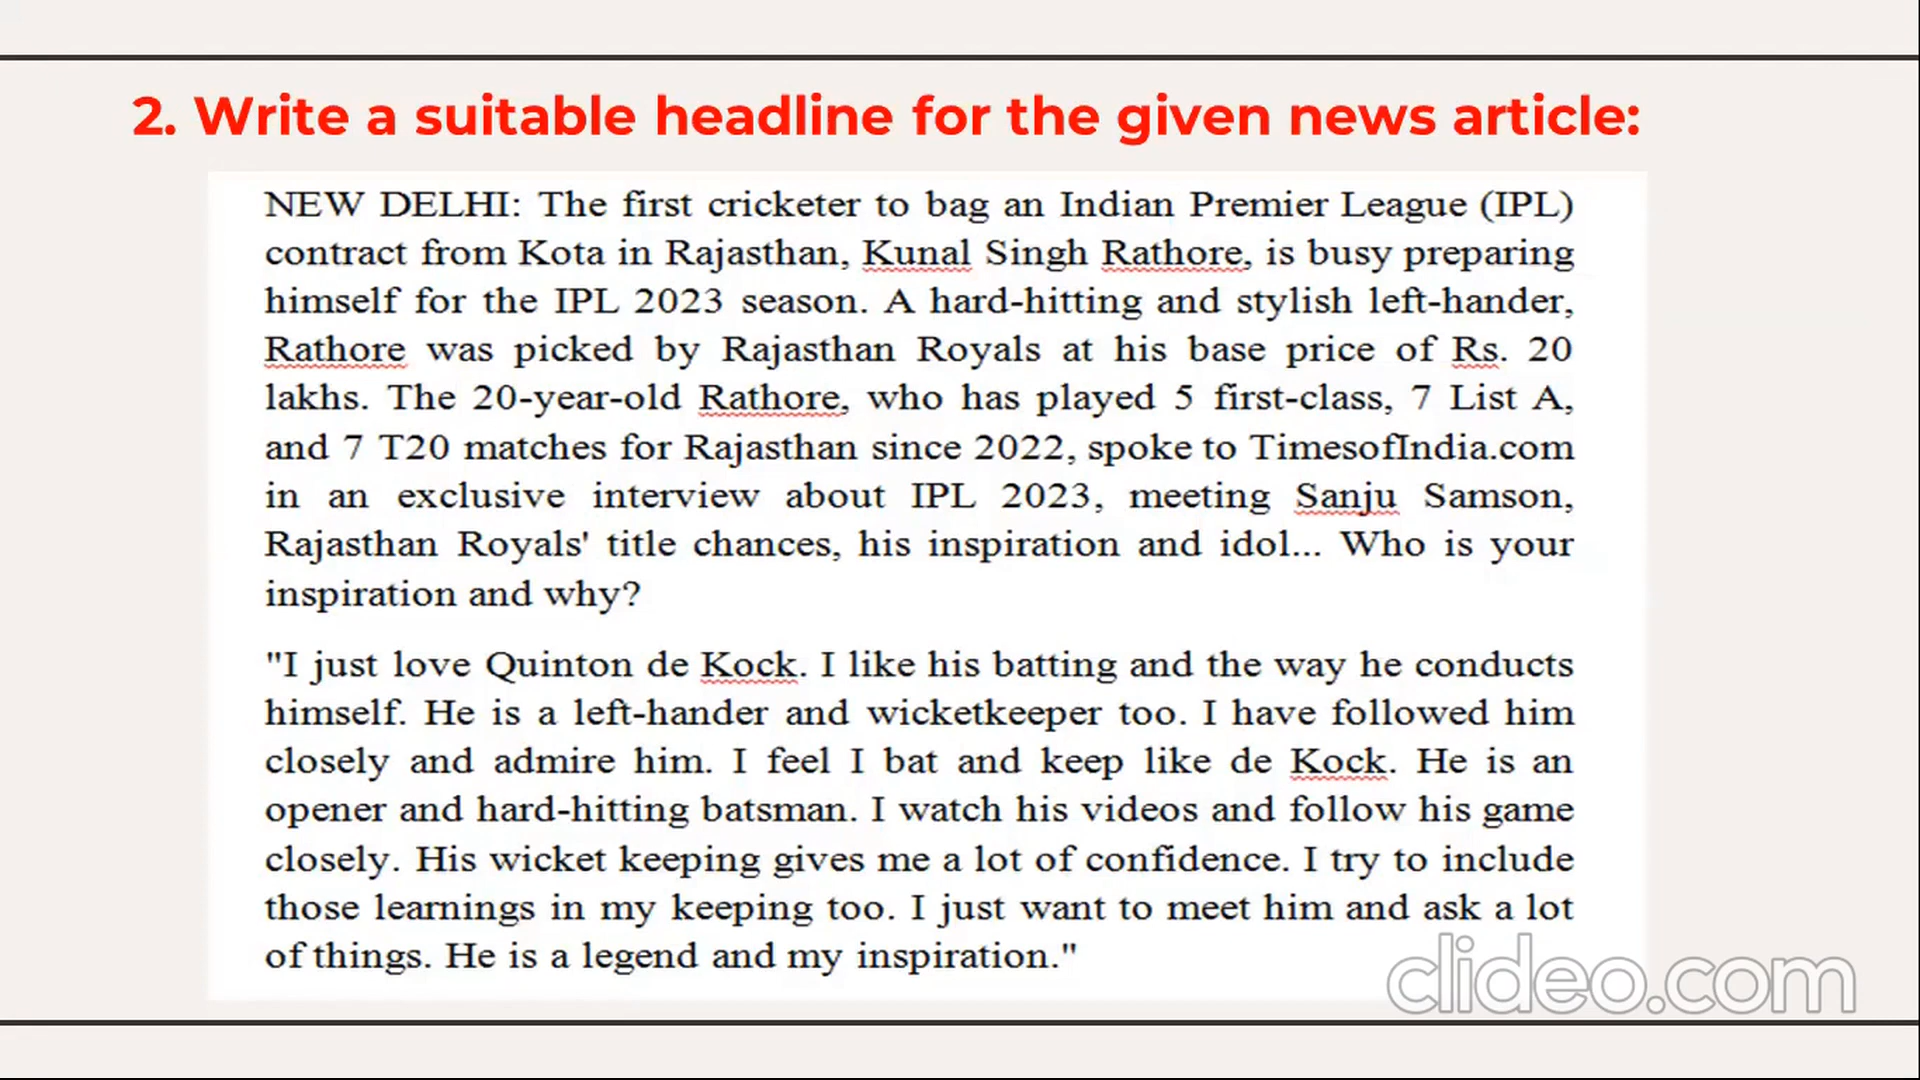 2. Write a suitable headline for the given news article:
NEW DELHI: The first cricketer to bag an Indian Premier League (IPL)
contract from Kota in Rajasthan, Kunal Singh Rathore, is busy preparing
himself for the IPL 2023 season. A hard-hitting and stylish left-hander,
Rathore was picked by Rajasthan Royals at his base price of Rs. 20
lakhs. The 20-year-old Rathore, who has played 5 first-class, 7 List A,
and 7 T20 matches for Rajasthan since 2022, spoke to TimesofIndia.com
in an exclusive interview about IPL 2023, meeting Sanju Samson,
Rajasthan Royals' title chances, his inspiration and idol... Who is your
inspiration and why?
"I just love Quinton de Kock. I like his batting and the way he conducts
himself. He is a left-hander and wicketkeeper too. I have followed him
closely and admire him. I feel I bat and keep like de Kock. He is an
opener and hard-hitting batsman. I watch his videos and follow his game
closely. His wicket keeping gives me a lot of confidence. I try to include
those learnings in my keeping too. I just want to meet him and ask a lot
of things. He is a legend and my inspiration."
clideo.com